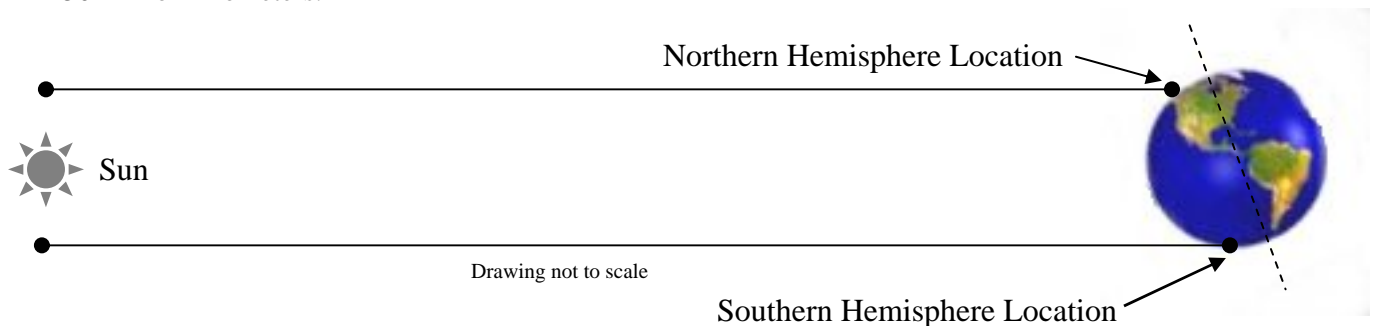 Northern Hemisphere Location
Sun
Drawing not to scale
Southern Hemisphere Location